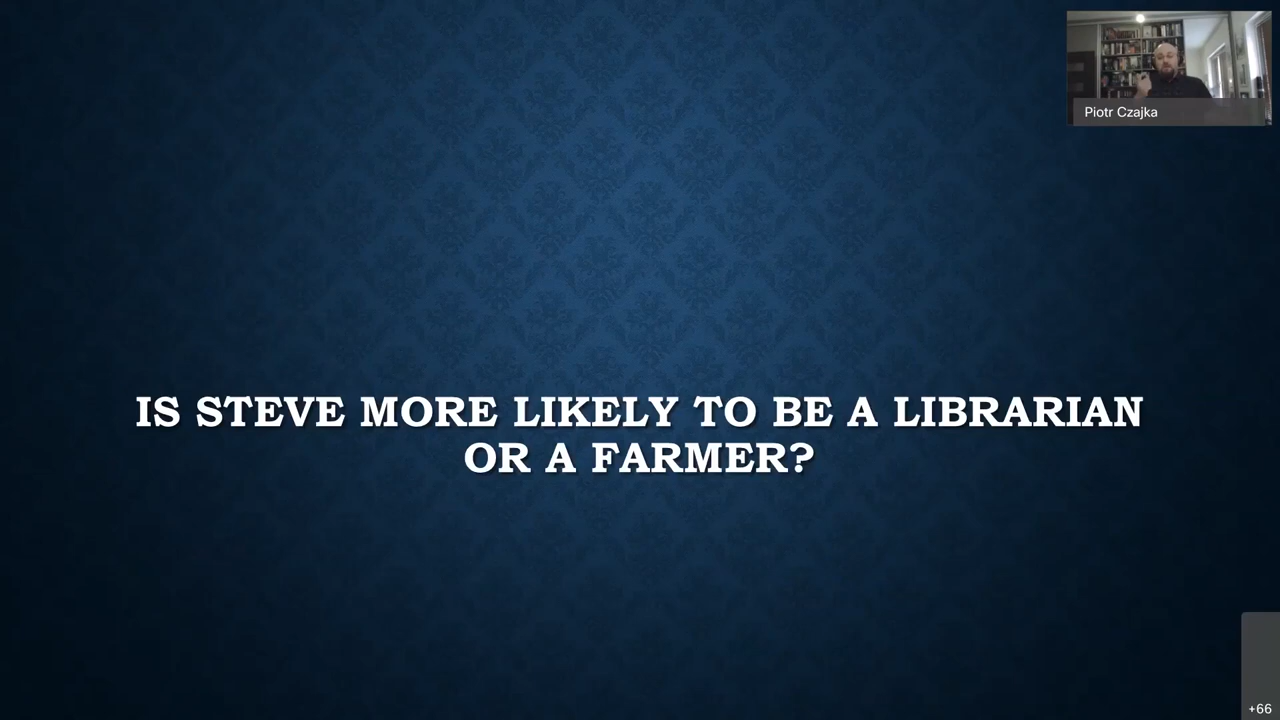 Piotr Czajka
IS STEVE MORE LIKELY TO BE A LIBRARIAN
OR A FARMER?
+66